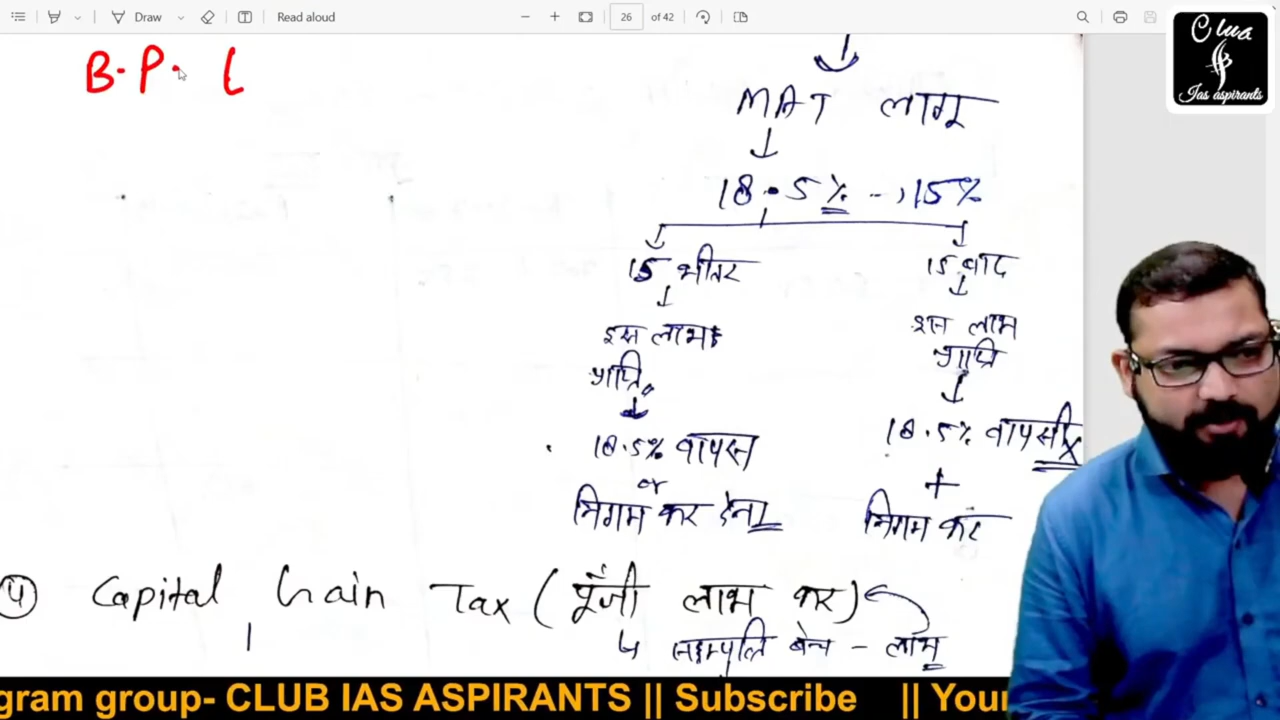 Draw
Read aloud
26 of 42
Club
Ias aspirants
B.P. L
MAT लागू
18.5% - 15%
15 भीतर
15 बाद
इस लाभ
प्राप्ति
लाभ
प्राप्ति
18.5% वापस
18.5% वापसी X
or
+
निगम कर देना
निगम कर
4 Capital Gain Tax (पूँजी लाभ कर)
बेच - लाभ
gram group- CLUB IAS ASPIRANTS || Subscribe || Your